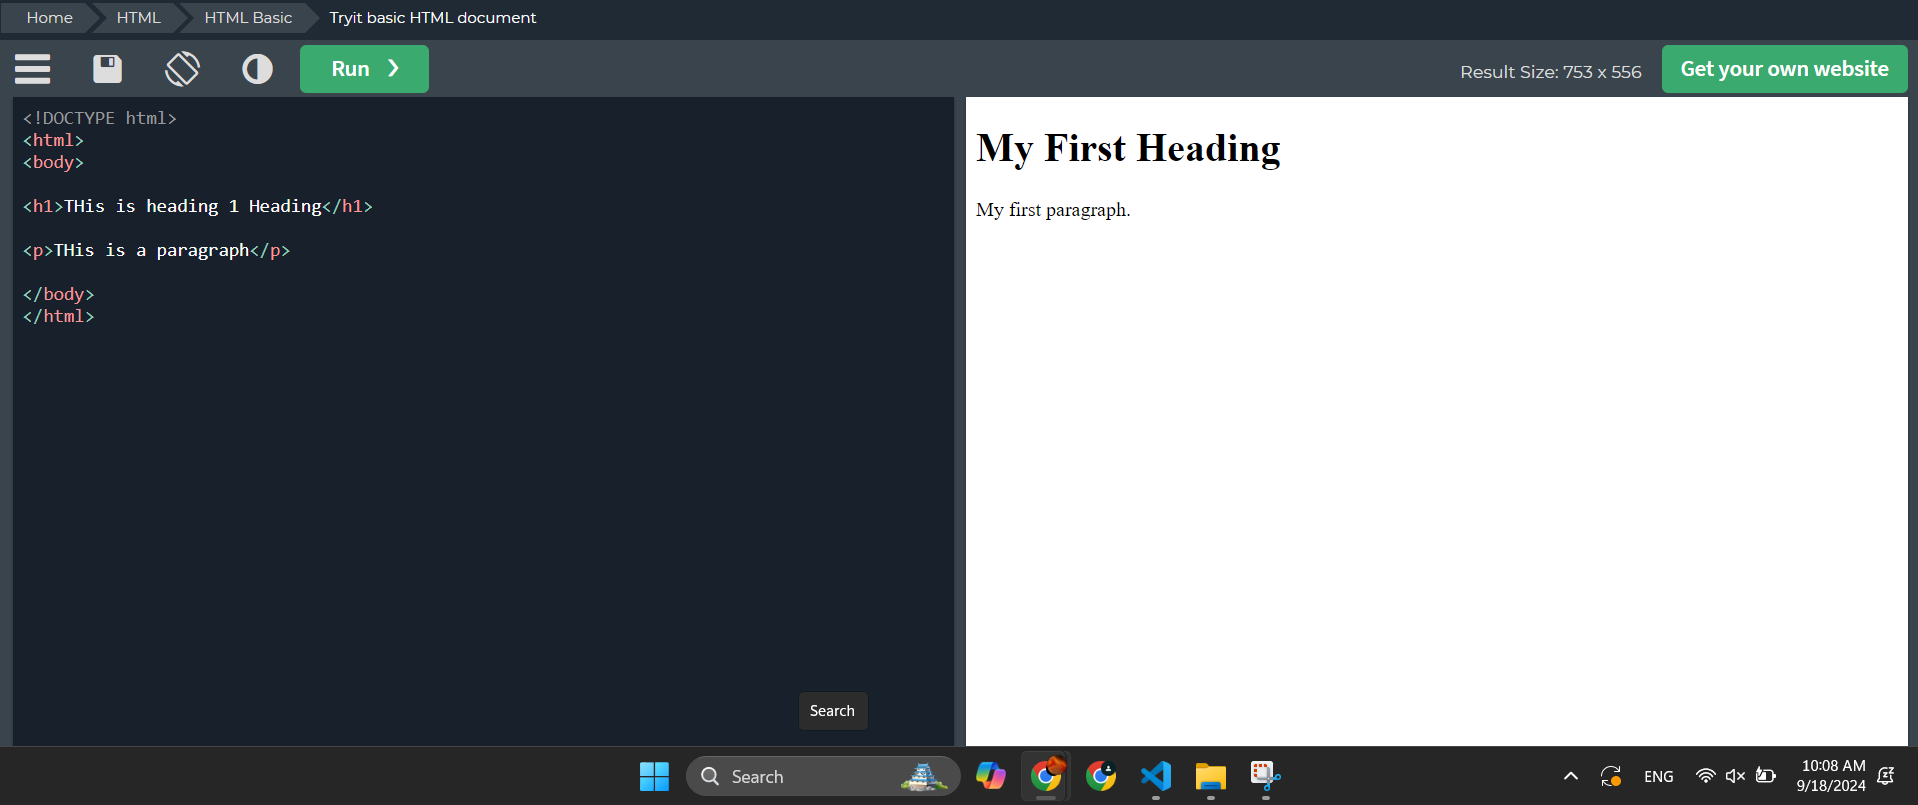 Home HTML HTML Basic Tryit basic HTML document
Run ❯ Result Size: 753 x 556 Get your own website
<!DOCTYPE html>
<html>
<body>
<h1>THis is heading 1 Heading</h1>
<p>THis is a paragraph</p>
</body>
</html>
My First Heading
My first paragraph.
Search
Search
ENG
10:08 AM
9/18/2024